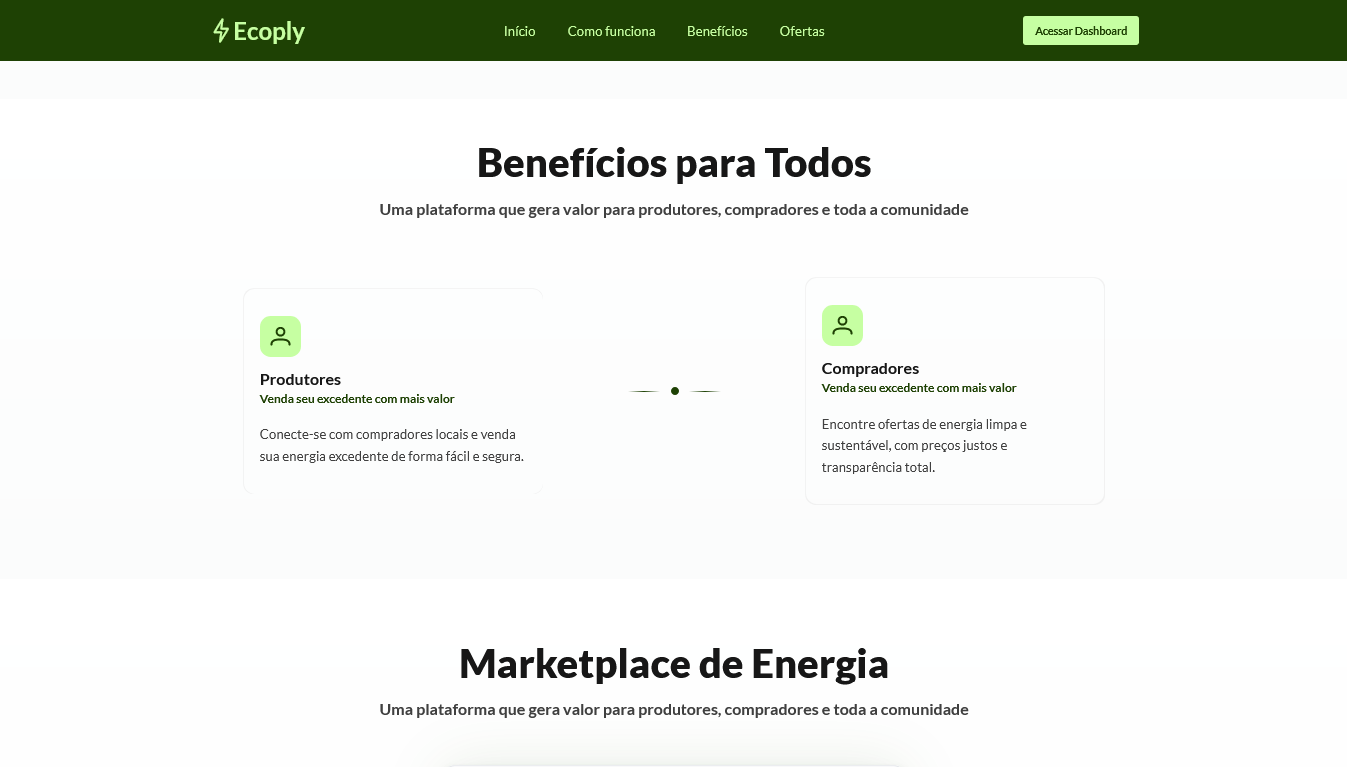 Ecoply
Início
Como funciona
Benefícios
Ofertas
Acessar Dashboard
Benefícios para Todos
Uma plataforma que gera valor para produtores, compradores e toda a comunidade
Produtores
Venda seu excedente com mais valor
Conecte-se com compradores locais e venda
sua energia excedente de forma fácil e segura.
Compradores
Venda seu excedente com mais valor
Encontre ofertas de energia limpa e
sustentável, com preços justos e
transparência total.
Marketplace de Energia
Uma plataforma que gera valor para produtores, compradores e toda a comunidade